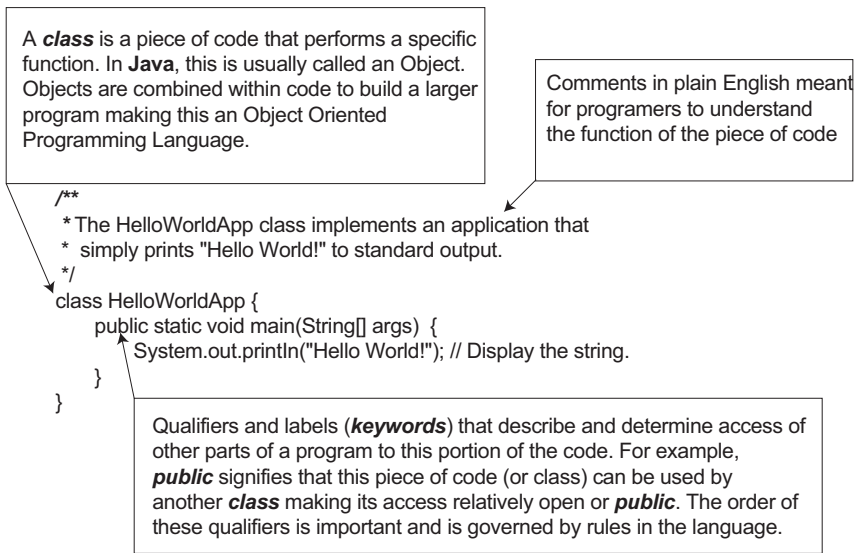 A class is a piece of code that performs a specific
function. In Java, this is usually called an Object.
Objects are combined within code to build a larger
program making this an Object Oriented
Programming Language.
Comments in plain English meant
for programers to understand
the function of the piece of code
/**
* The HelloWorldApp class implements an application that
* simply prints "Hello World!" to standard output.
*/
class HelloWorldApp {
public static void main(String[] args) {
System.out.println("Hello World!"); // Display the string.
}
}
Qualifiers and labels (keywords) that describe and determine access of
other parts of a program to this portion of the code. For example,
public signifies that this piece of code (or class) can be used by
another class making its access relatively open or public. The order of
these qualifiers is important and is governed by rules in the language.